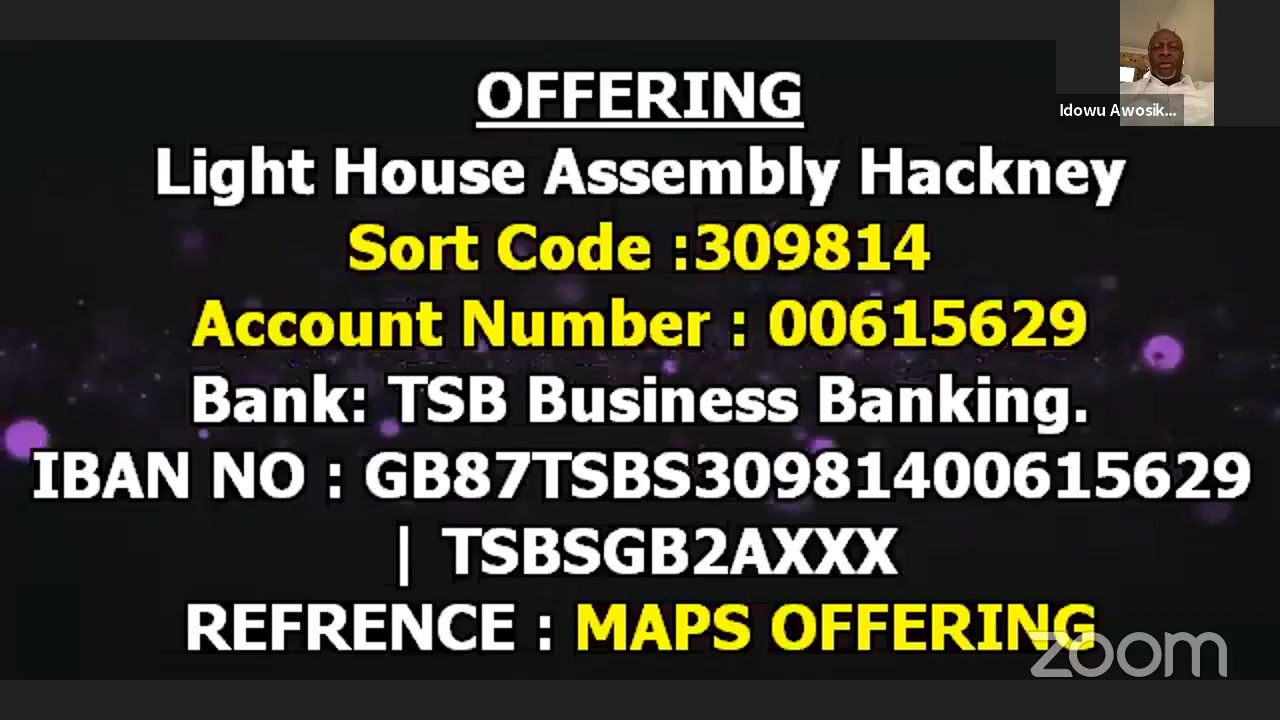 OFFERING
Light House Assembly Hackney
Sort Code :309814
Account Number : 00615629
Bank: TSB Business Banking.
IBAN NO : GB87TSBS30981400615629
| TSBSGB2AXXX
REFRENCE : MAPS OFFERING
Idowu Awosik...
zoom